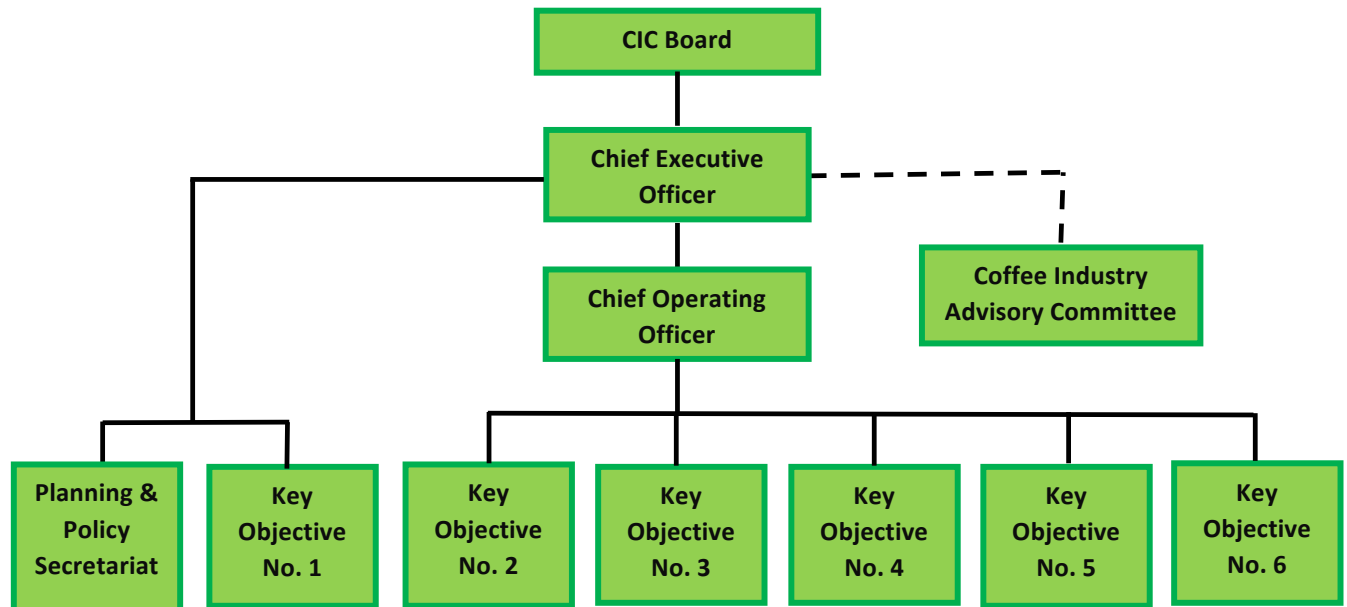 CIC Board
Chief Executive
Officer
Coffee Industry
Advisory Committee
Chief Operating
Officer
Planning &
Policy
Secretariat
Key
Objective
No. 1
Key
Objective
No. 2
Key
Objective
No. 3
Key
Objective
No. 4
Key
Objective
No. 5
Key
Objective
No. 6